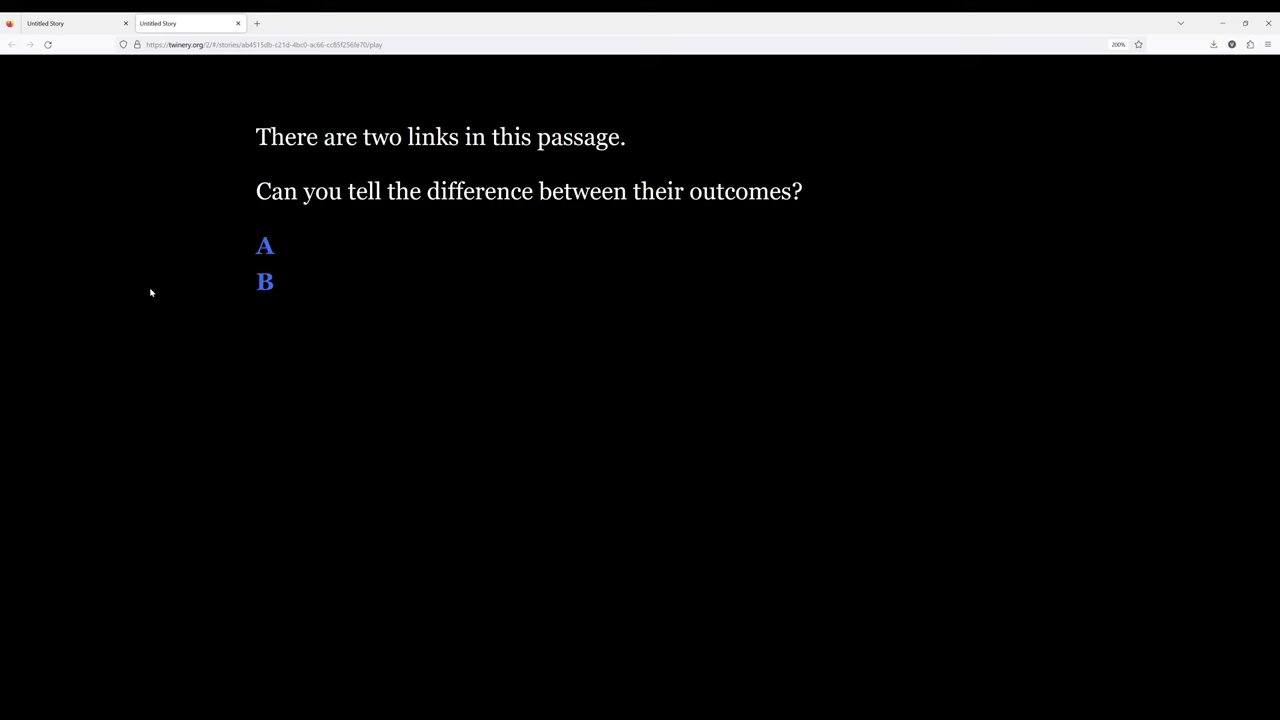 Untitled Story
Untitled Story
https://twinery.org/2/#/stories/ab4515db-c21d-4bc0-ac66-cc85f256fe70/play
200%
There are two links in this passage.
Can you tell the difference between their outcomes?
A
B